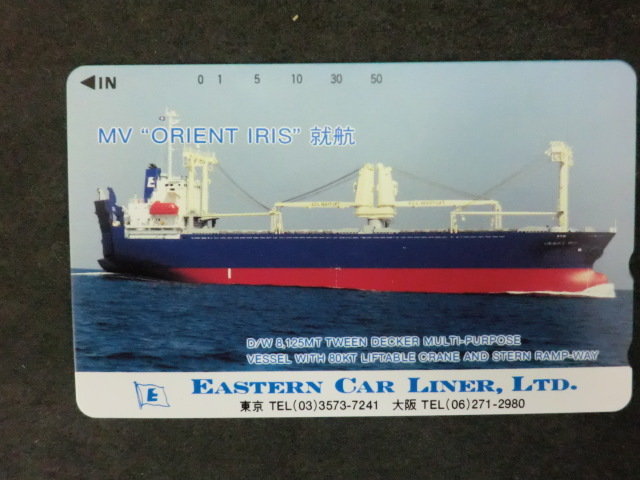 ◀IN 0 1 5 10 30 50
MV "ORIENT IRIS" 就航
E
D/W 8,125MT TWEEN DECKER MULTI-PURPOSE
VESSEL WITH 80KT LIFTABLE CRANE AND STERN RAMP-WAY
E EASTERN CAR LINER, LTD.
東京 TEL(03)3573-7241 大阪 TEL(06)271-2980